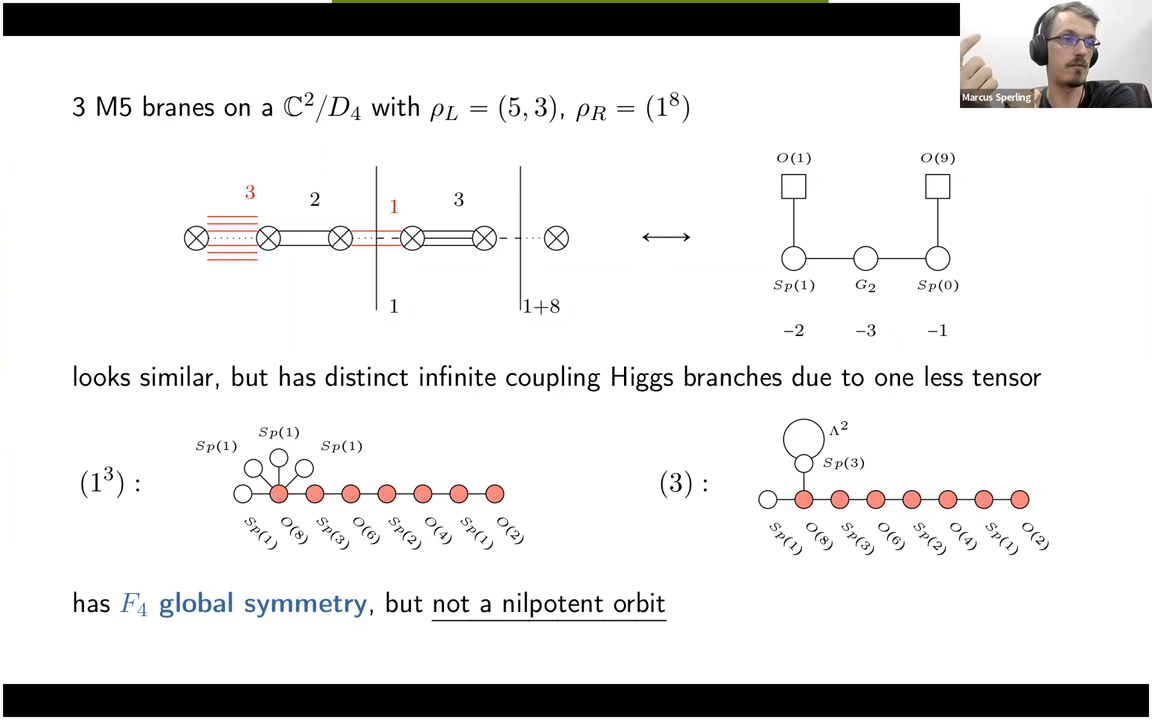 Marcus Sperling
3 M5 branes on a ℂ²/D₄ with ρ_L = (5, 3), ρ_R = (1⁸)
3 2 1 3
1 1+8
O(1) O(9)
Sp(1) G₂ Sp(0)
−2 −3 −1
looks similar, but has distinct infinite coupling Higgs branches due to one less tensor
(1³) :
Sp(1) Sp(1) Sp(1)
Sp(1) O(8) Sp(3) O(6) Sp(2) O(4) Sp(1) O(2)
(3) :
Λ²
Sp(3)
Sp(1) O(8) Sp(3) O(6) Sp(2) O(4) Sp(1) O(2)
has F₄ global symmetry, but not a nilpotent orbit